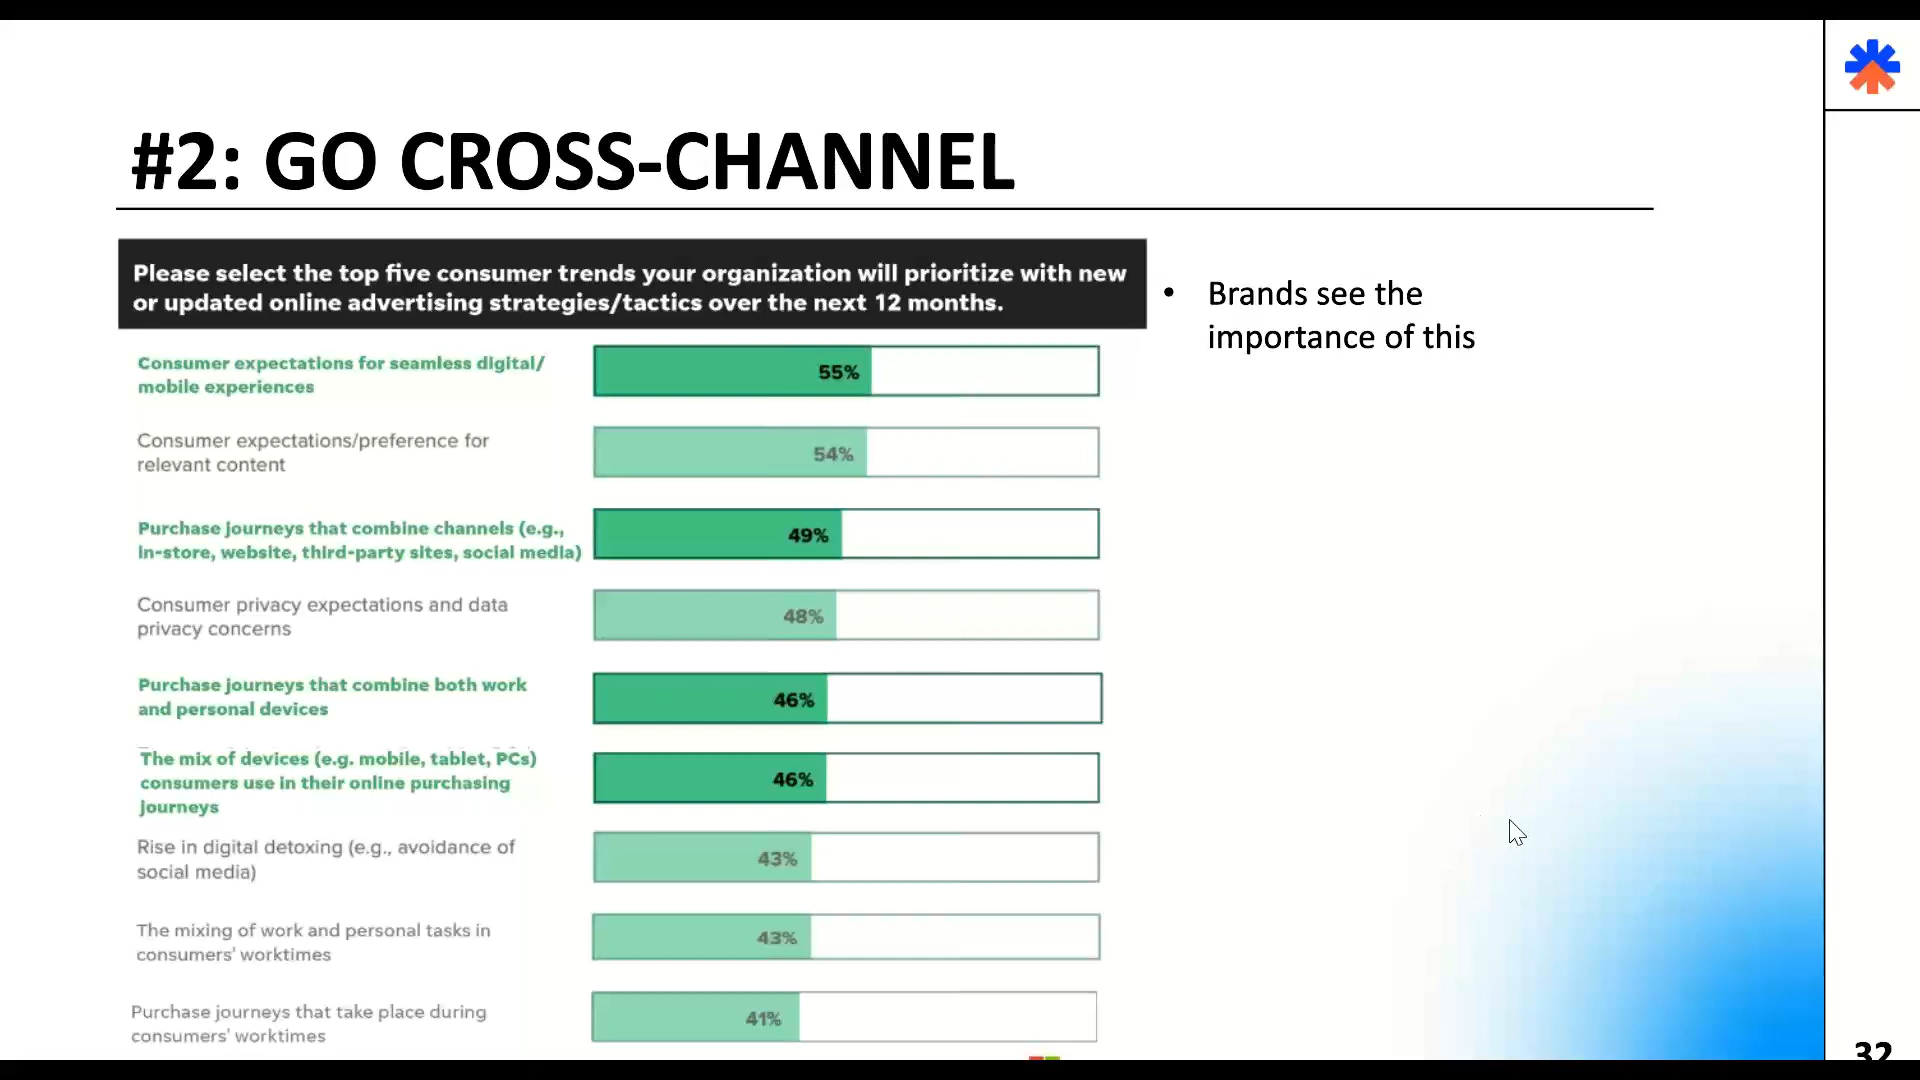 #2: GO CROSS-CHANNEL
Please select the top five consumer trends your organization will prioritize with new
or updated online advertising strategies/tactics over the next 12 months.
Consumer expectations for seamless digital/
mobile experiences
55%
Consumer expectations/preference for
relevant content
54%
Purchase journeys that combine channels (e.g.,
in-store, website, third-party sites, social media)
49%
Consumer privacy expectations and data
privacy concerns
48%
Purchase journeys that combine both work
and personal devices
46%
The mix of devices (e.g. mobile, tablet, PCs)
consumers use in their online purchasing
journeys
46%
Rise in digital detoxing (e.g., avoidance of
social media)
43%
The mixing of work and personal tasks in
consumers' worktimes
43%
Purchase journeys that take place during
consumers' worktimes
41%
• Brands see the
importance of this
32